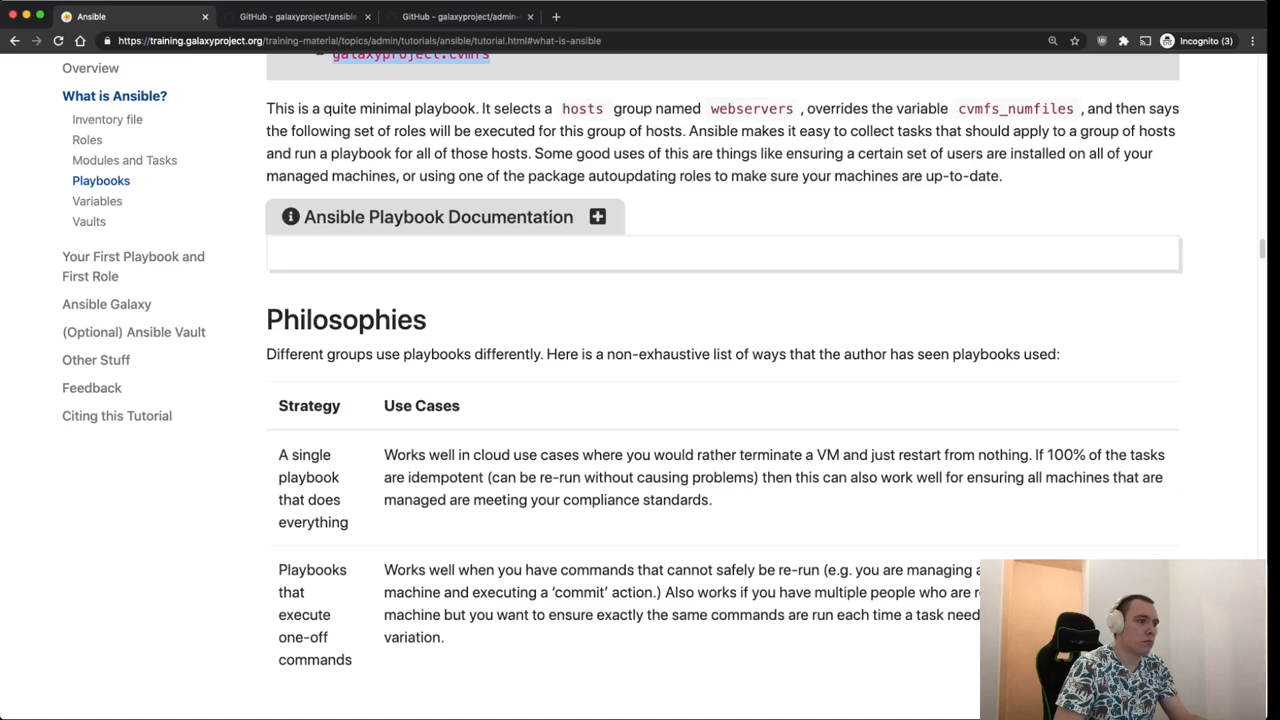 Ansible
GitHub - galaxyproject/ansible
GitHub - galaxyproject/admin-
Incognito (3)
https://training.galaxyproject.org/training-material/topics/admin/tutorials/ansible/tutorial.html#what-is-ansible
Overview
What is Ansible?
Inventory file
Roles
Modules and Tasks
Playbooks
Variables
Vaults
Your First Playbook and
First Role
Ansible Galaxy
(Optional) Ansible Vault
Other Stuff
Feedback
Citing this Tutorial
- galaxyproject.cvmfs
This is a quite minimal playbook. It selects a hosts group named webservers , overrides the variable cvmfs_numfiles , and then says
the following set of roles will be executed for this group of hosts. Ansible makes it easy to collect tasks that should apply to a group of hosts
and run a playbook for all of those hosts. Some good uses of this are things like ensuring a certain set of users are installed on all of your
managed machines, or using one of the package autoupdating roles to make sure your machines are up-to-date.
Ansible Playbook Documentation
Philosophies
Different groups use playbooks differently. Here is a non-exhaustive list of ways that the author has seen playbooks used:
Strategy Use Cases
A single
playbook
that does
everything
Works well in cloud use cases where you would rather terminate a VM and just restart from nothing. If 100% of the tasks
are idempotent (can be re-run without causing problems) then this can also work well for ensuring all machines that are
managed are meeting your compliance standards.
Playbooks
that
execute
one-off
commands
Works well when you have commands that cannot safely be re-run (e.g. you are managing a
machine and executing a ‘commit’ action.) Also works if you have multiple people who are
machine but you want to ensure exactly the same commands are run each time a task
variation.